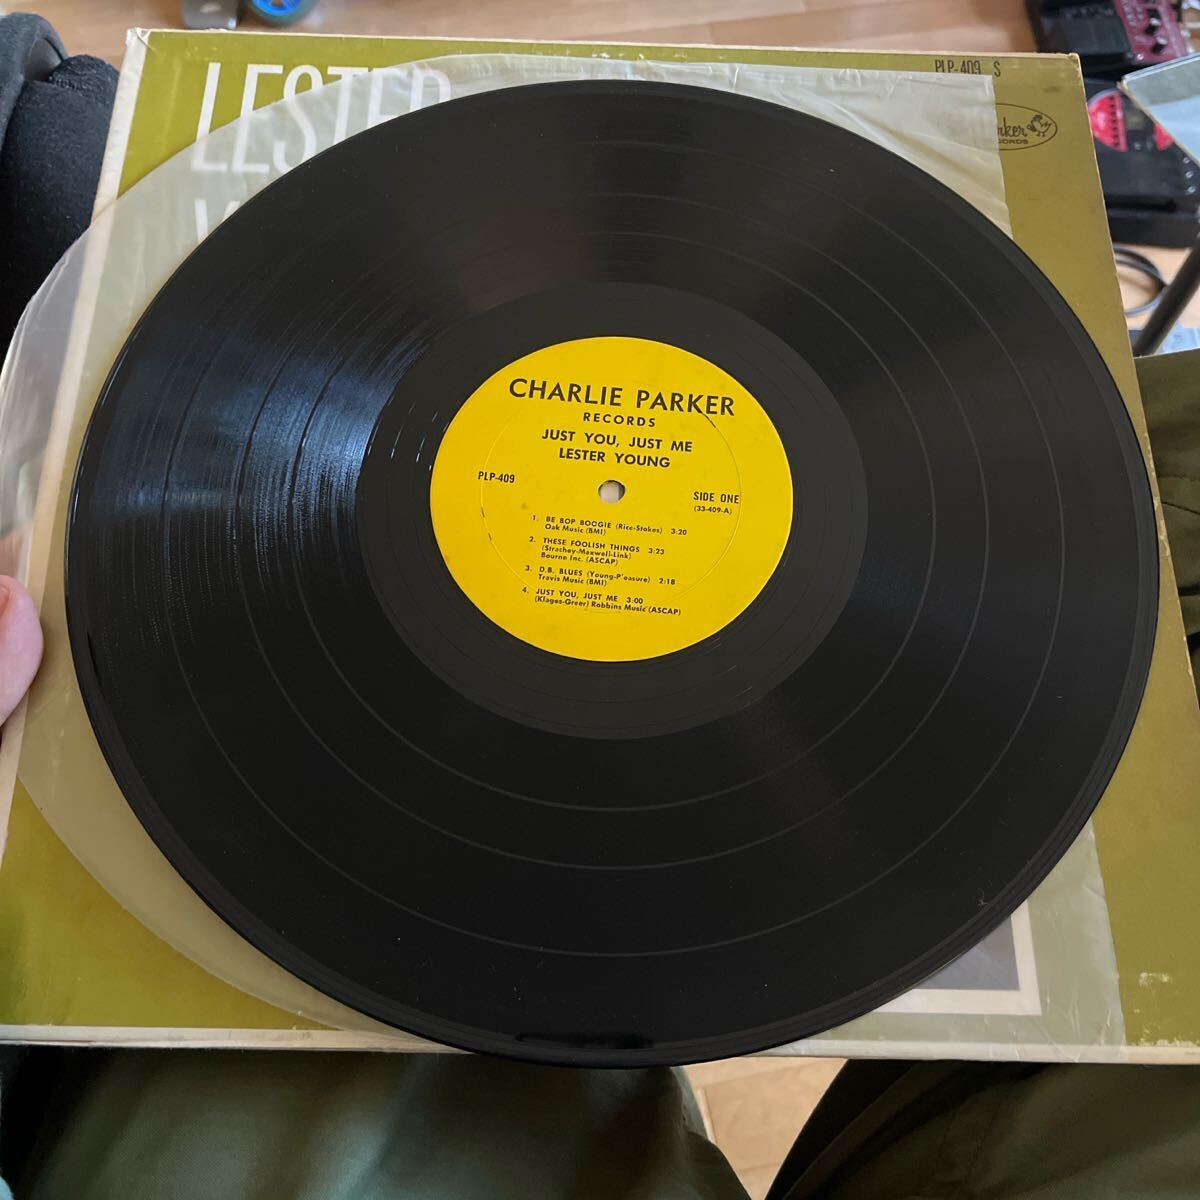 LESTER
PLP-409 S
CHARLIE PARKER
RECORDS
JUST YOU, JUST ME
LESTER YOUNG
PLP-409
SIDE ONE
(33-409-A)
1. BE BOP BOOGIE (Rice-Stokes) 3:20
Oak Music (BMI)
2. THESE FOOLISH THINGS 3:23
(Strachey-Maxwell-Link)
Bourne Inc. (ASCAP)
3. D.B. BLUES (Young-P'easure) 2:18
Travis Music (BMI)
4. JUST YOU, JUST ME 3:00
(Klages-Greer) Robbins Music (ASCAP)